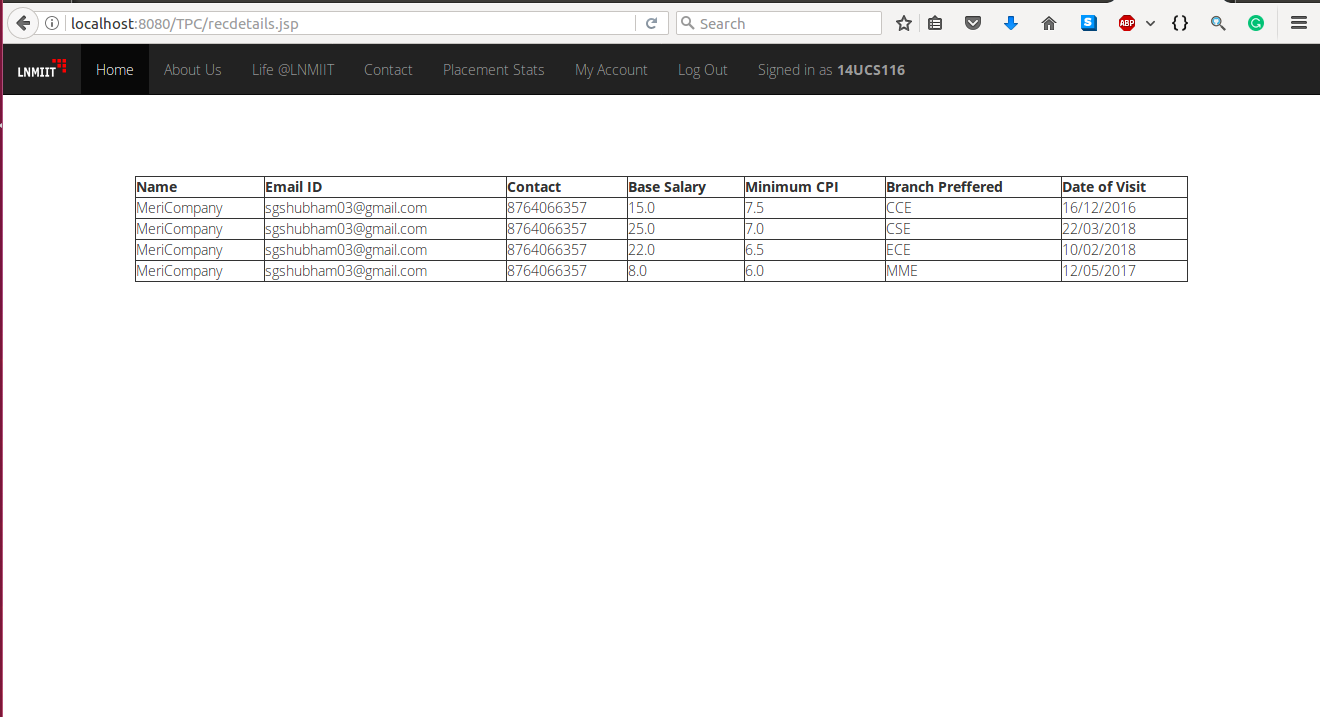 localhost:8080/TPC/recdetails.jsp Search S ABP {} G
LNMIIT Home About Us Life @LNMIIT Contact Placement Stats My Account Log Out Signed in as 14UCS116
Name Email ID Contact Base Salary Minimum CPI Branch Preffered Date of Visit
MeriCompany sgshubham03@gmail.com 8764066357 15.0 7.5 CCE 16/12/2016
MeriCompany sgshubham03@gmail.com 8764066357 25.0 7.0 CSE 22/03/2018
MeriCompany sgshubham03@gmail.com 8764066357 22.0 6.5 ECE 10/02/2018
MeriCompany sgshubham03@gmail.com 8764066357 8.0 6.0 MME 12/05/2017